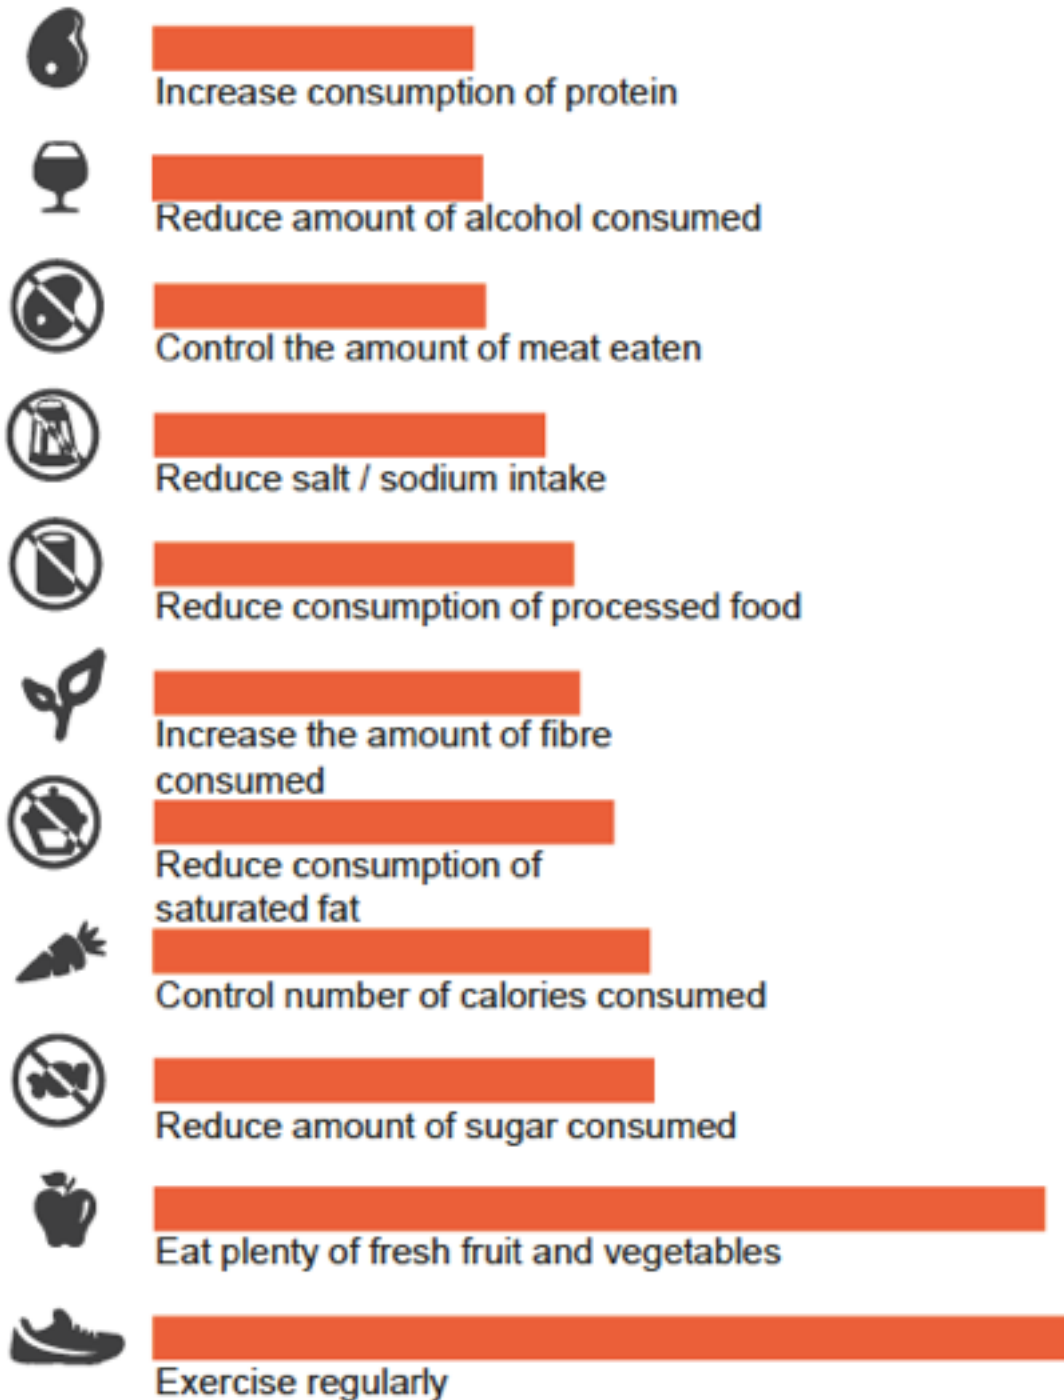 Increase consumption of protein
Reduce amount of alcohol consumed
Control the amount of meat eaten
Reduce salt / sodium intake
Reduce consumption of processed food
Increase the amount of fibre
consumed
Reduce consumption of
saturated fat
Control number of calories consumed
Reduce amount of sugar consumed
Eat plenty of fresh fruit and vegetables
Exercise regularly